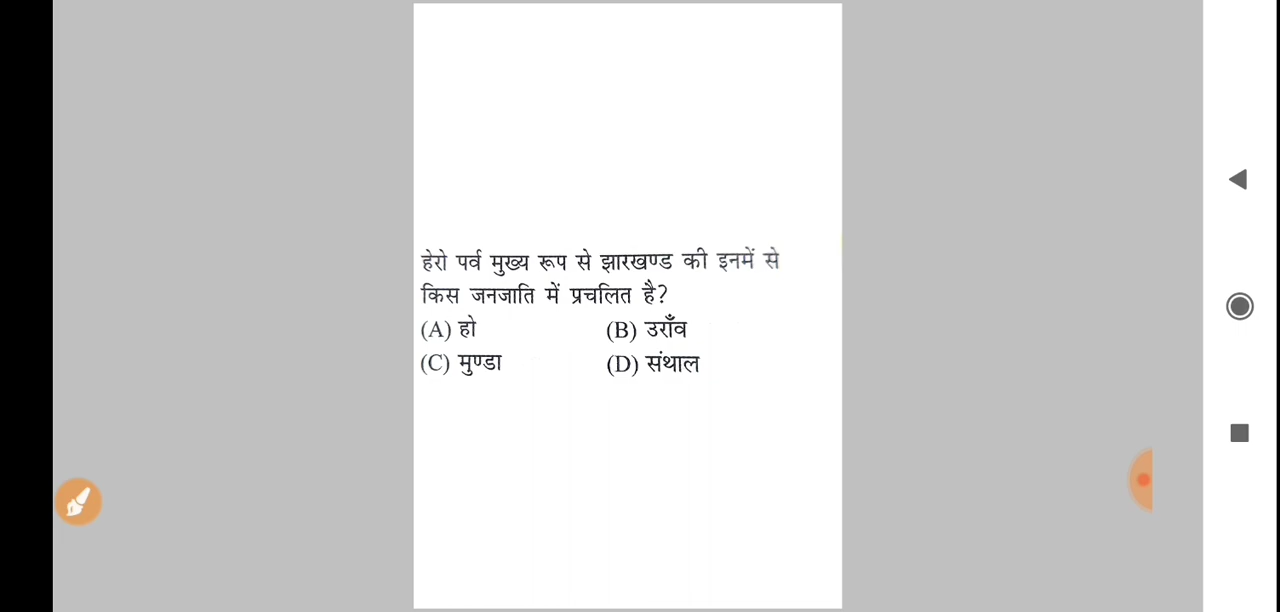 हेरो पर्व मुख्य रूप से झारखण्ड की इनमें से
किस जनजाति में प्रचलित है?
(A) हो (B) उराँव
(C) मुण्डा (D) संथाल